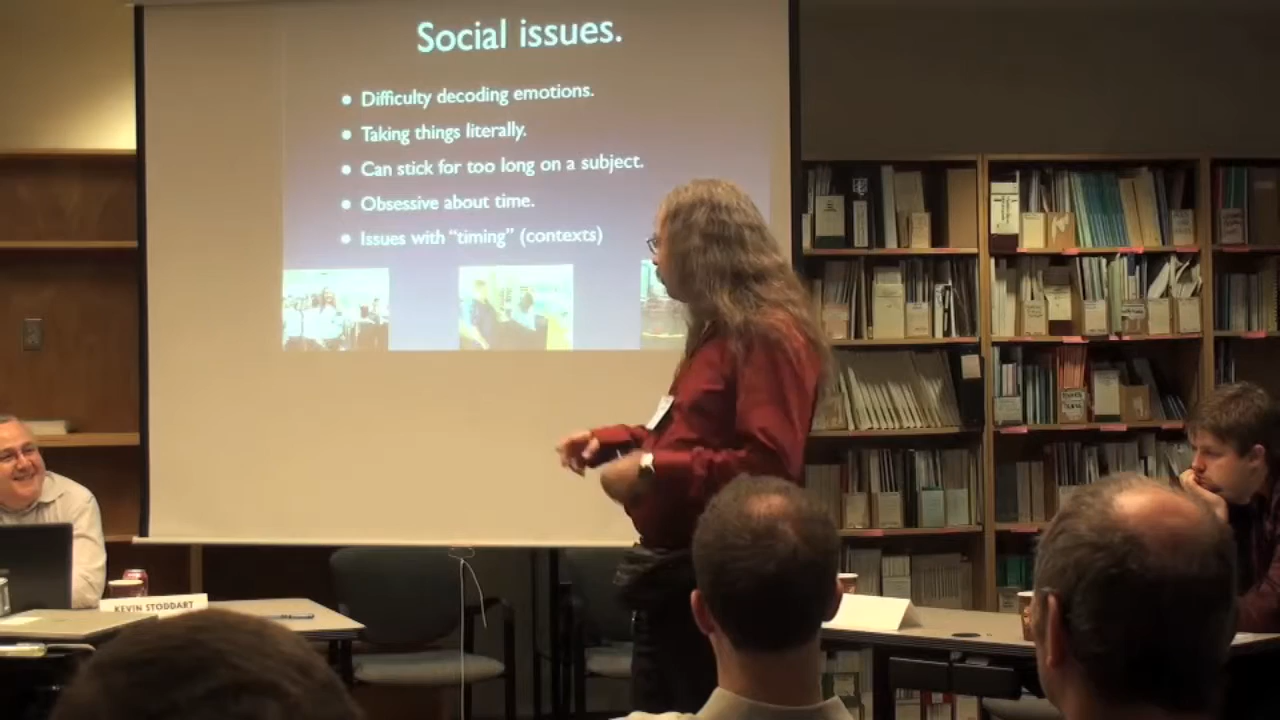 Social issues.
• Difficulty decoding emotions.
• Taking things literally.
• Can stick for too long on a subject.
• Obsessive about time.
• Issues with "timing" (contexts)
KEVIN STODDART